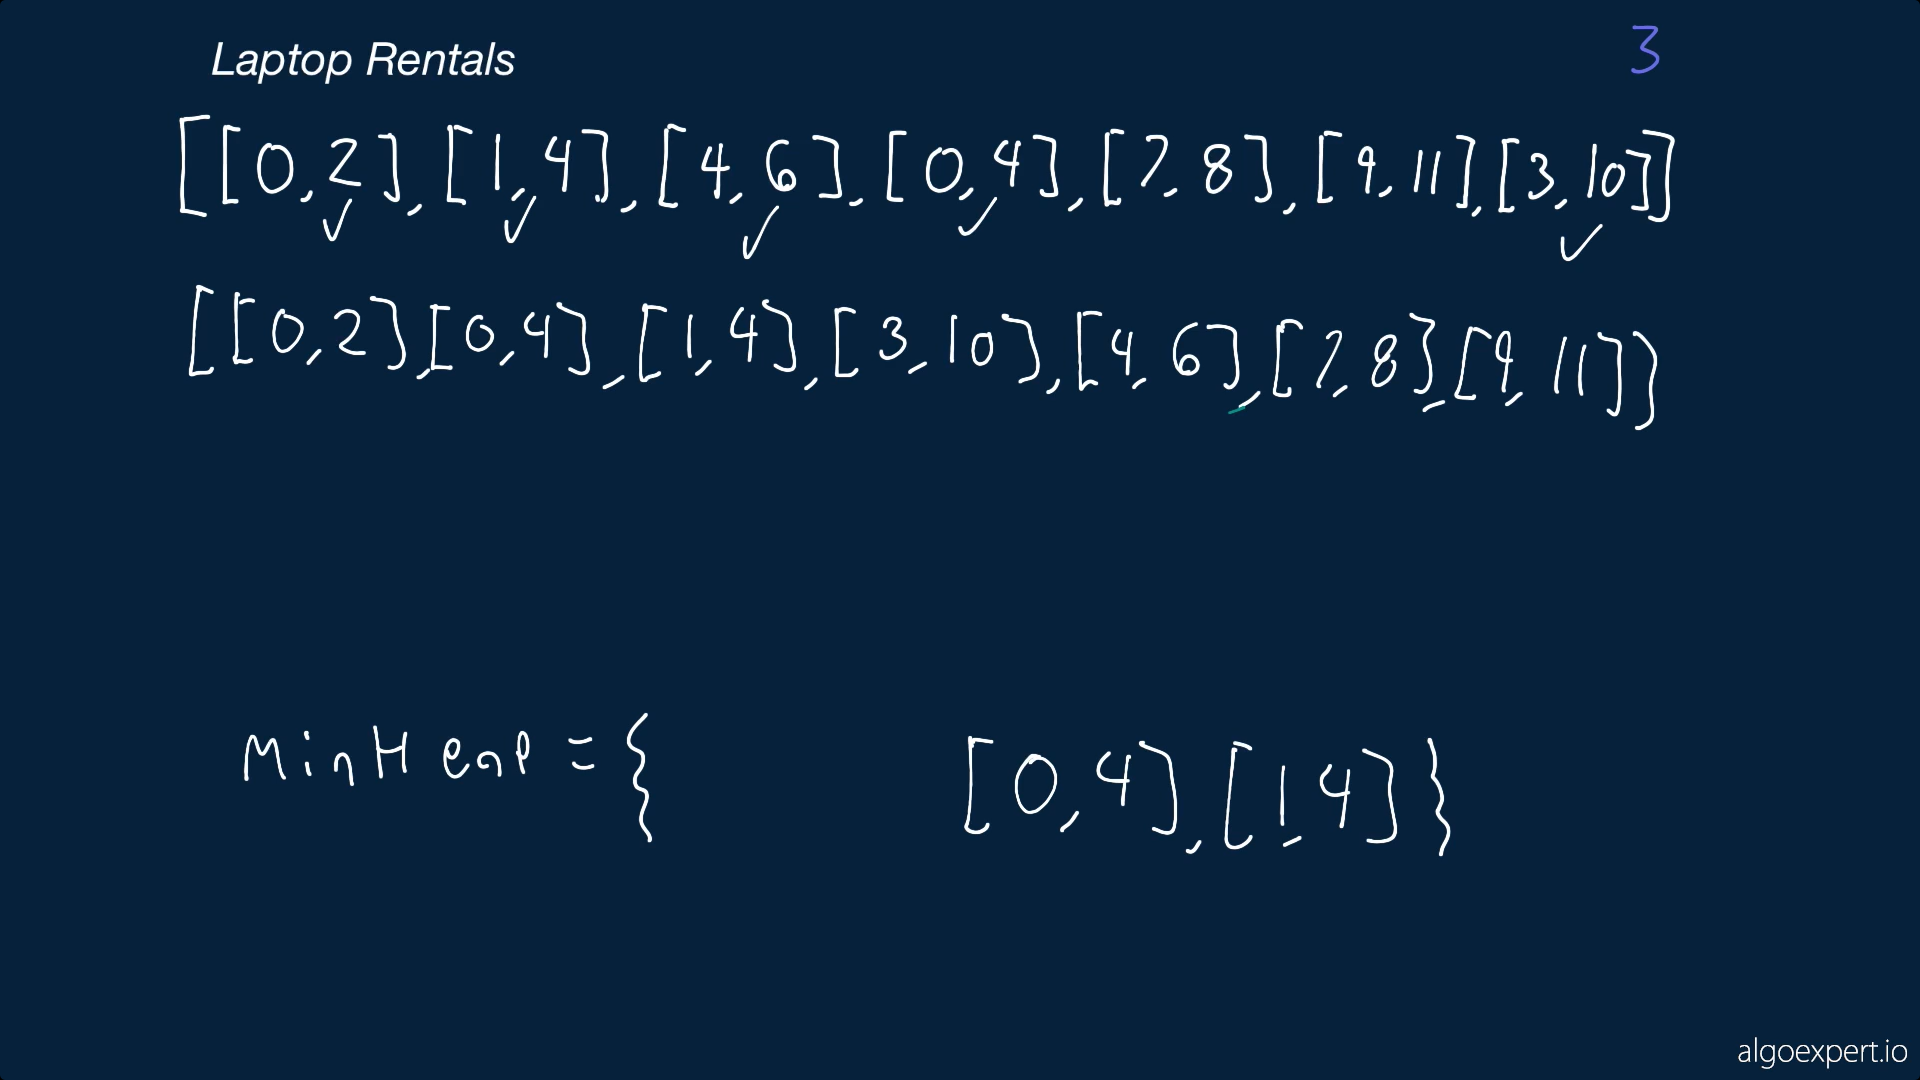 Laptop Rentals
3
[[0,2],[1,4],[4,6],[0,4],[7,8],[9,11],[3,10]]
[[0,2],[0,4],[1,4],[3,10],[4,6],[7,8],[9,11]]
MinHeap={ [0,4],[1,4]}
algoexpert.io